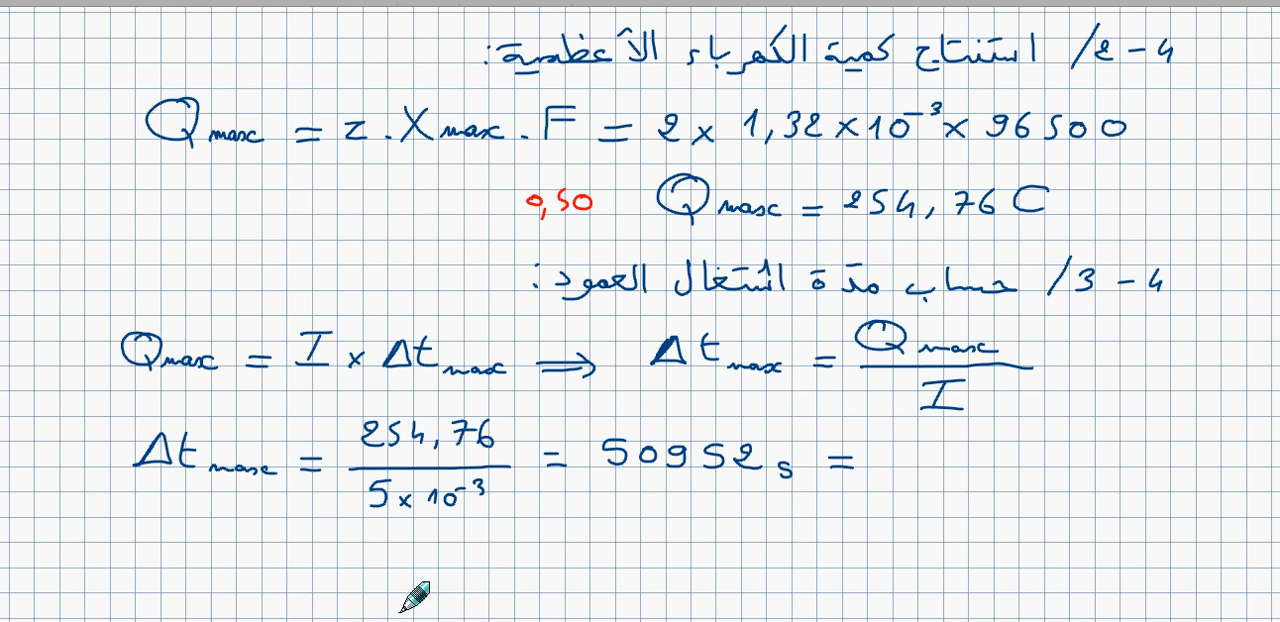 4 - 2/ استنتاج كمية الكهرباء الأعظمية:
Qmax = z . Xmax . F = 2 × 1,32 × 10⁻³ × 96500
0,50 Qmax = 254,76 C
4 - 3/ حساب مدة اشتغال العمود:
Qmax = I × Δtmax ⟹ Δtmax = Qmax / I
Δtmax = 254,76 / 5 × 10⁻³ = 50952 s =